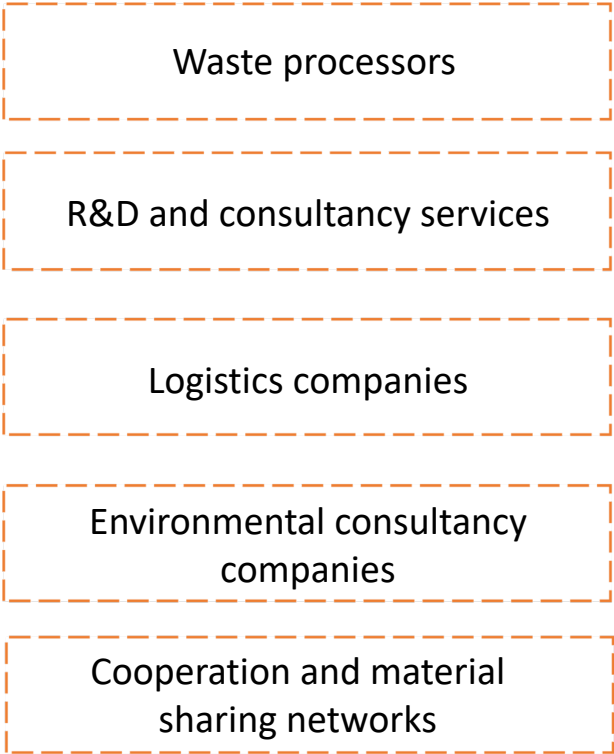 Waste processors
R&D and consultancy services
Logistics companies
Environmental consultancy
companies
Cooperation and material
sharing networks